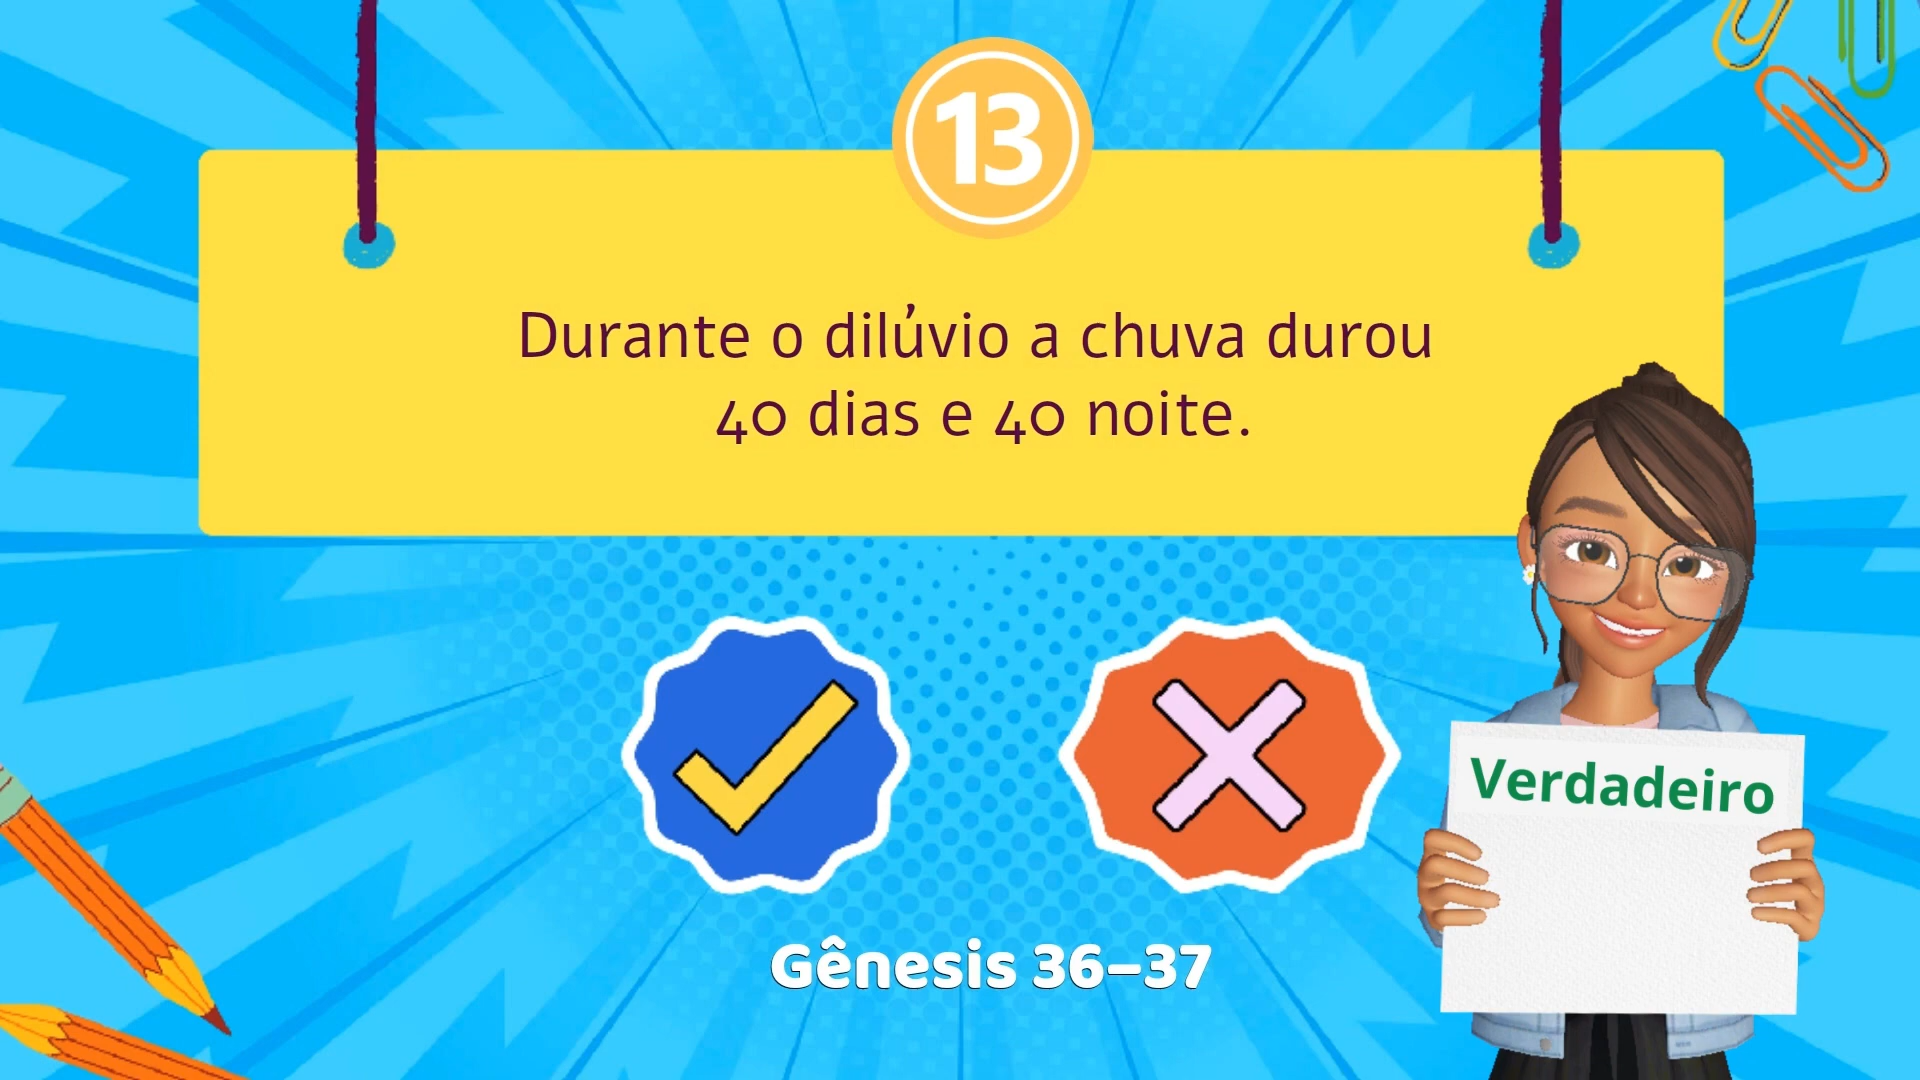 13
Durante o dilúvio a chuva durou
40 dias e 40 noite.
Verdadeiro
Gênesis 36–37